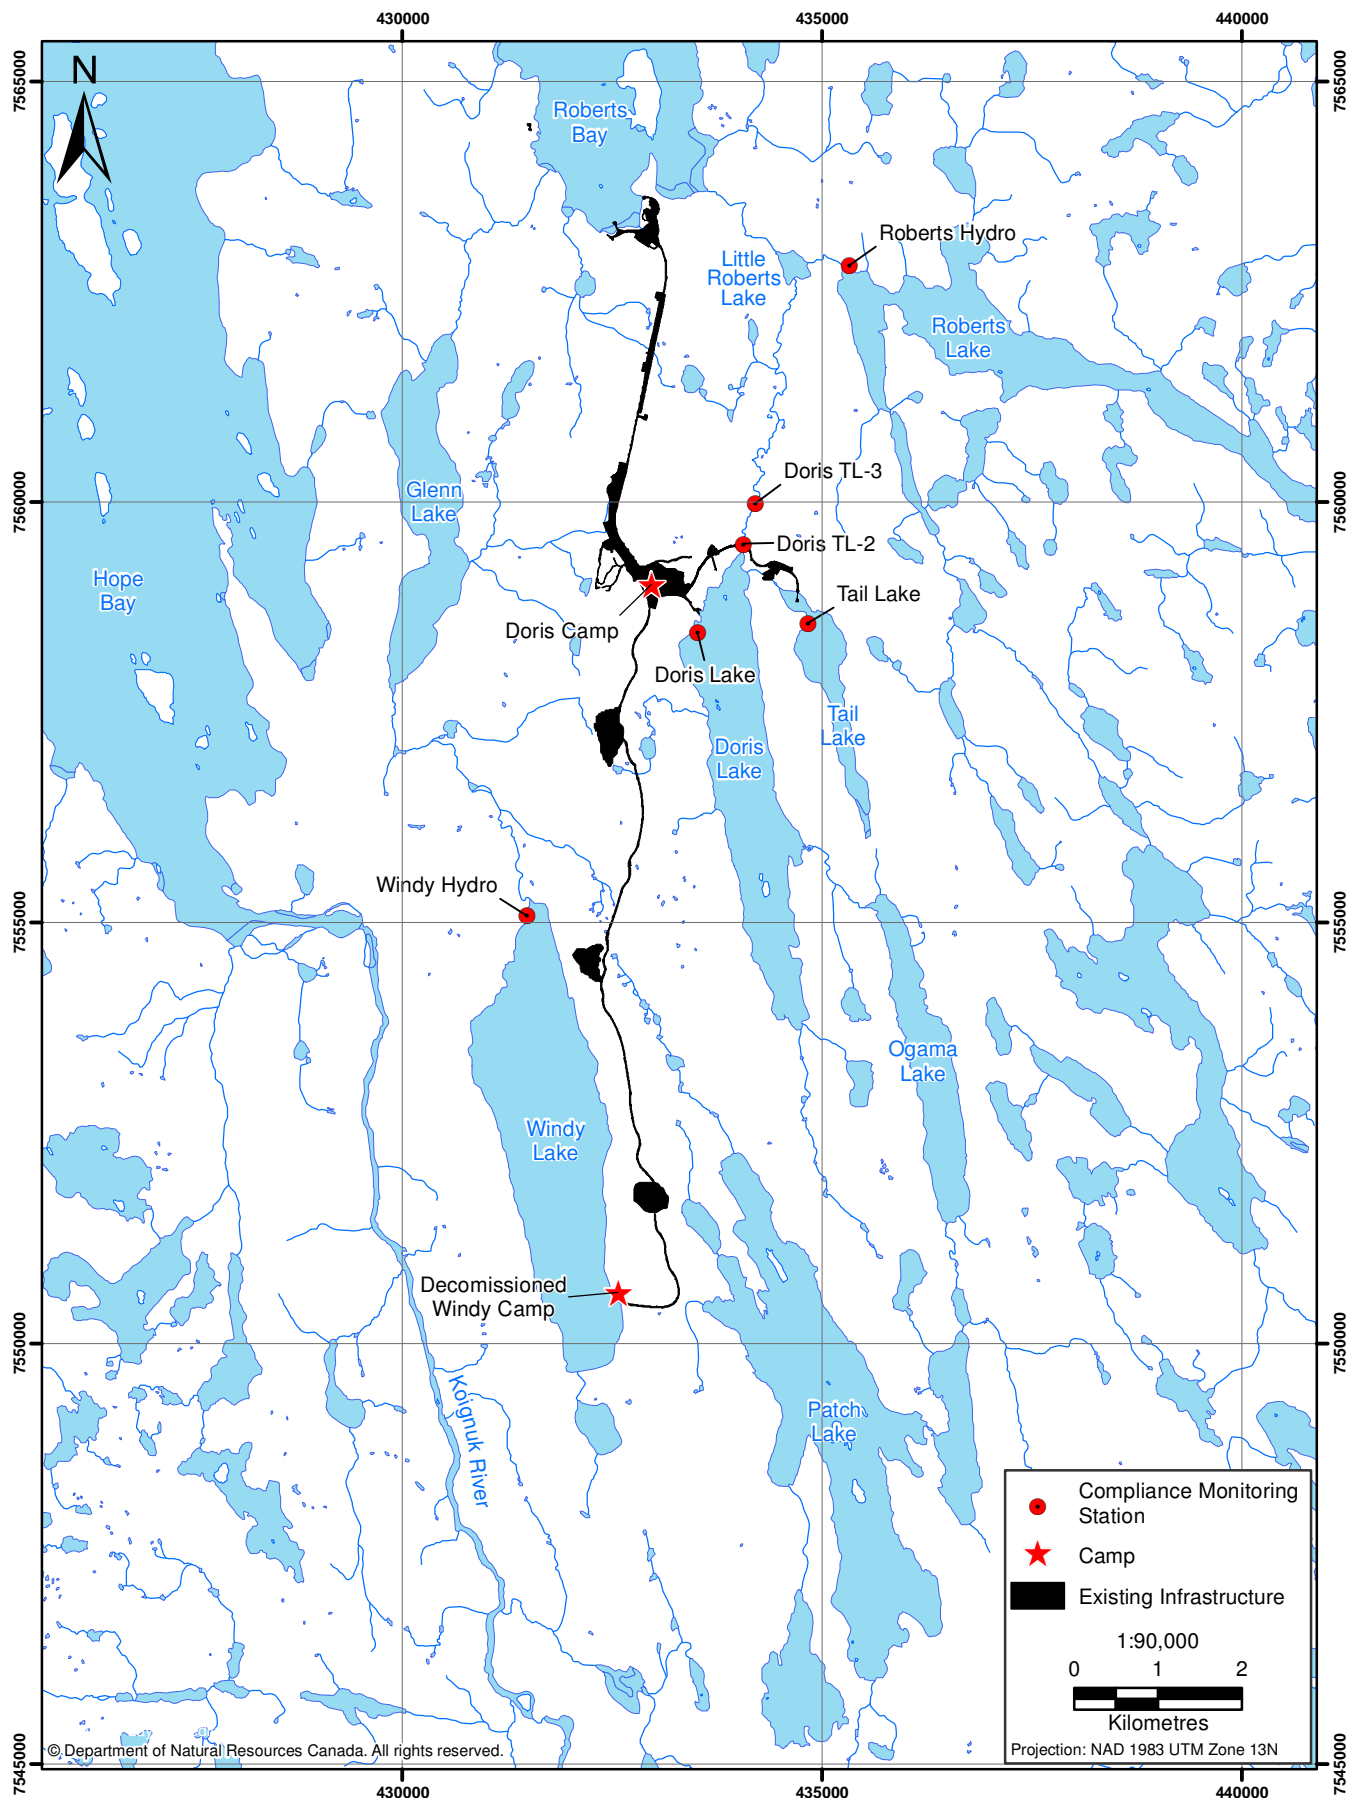 430000
435000
440000
N
7565000
7565000
Roberts
Bay
Roberts Hydro
Little
Roberts
Lake
Roberts
Lake
Doris TL-3
Glenn
Lake
7560000
7560000
Doris TL-2
Hope
Bay
Tail Lake
Doris Camp
Doris Lake
Tail
Lake
Doris
Lake
Windy Hydro
7555000
7555000
Ogama
Lake
Windy
Lake
Decomissioned
Windy Camp
7550000
7550000
Koignuk River
Patch
Lake
Compliance Monitoring
Station
Camp
Existing Infrastructure
1:90,000
0 1 2
Kilometres
Projection: NAD 1983 UTM Zone 13N
© Department of Natural Resources Canada. All rights reserved.
7545000
7545000
430000
435000
440000